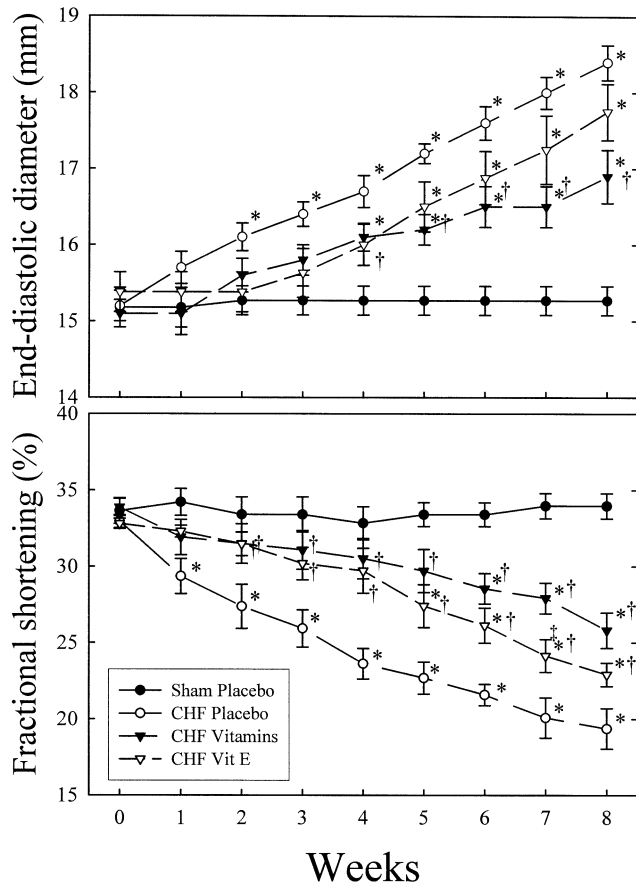 End-diastolic diameter (mm)
19
18
17
16
15
14
* * * * * * *
* * * *
* * *† *† *† *†
†
Fractional shortening (%)
40
35
30
25
20
15
† † † † *† *† *†
† † *† *† ‡ *† *†
* * * * * * * *
Sham Placebo
CHF Placebo
CHF Vitamins
CHF Vit E
0 1 2 3 4 5 6 7 8
Weeks